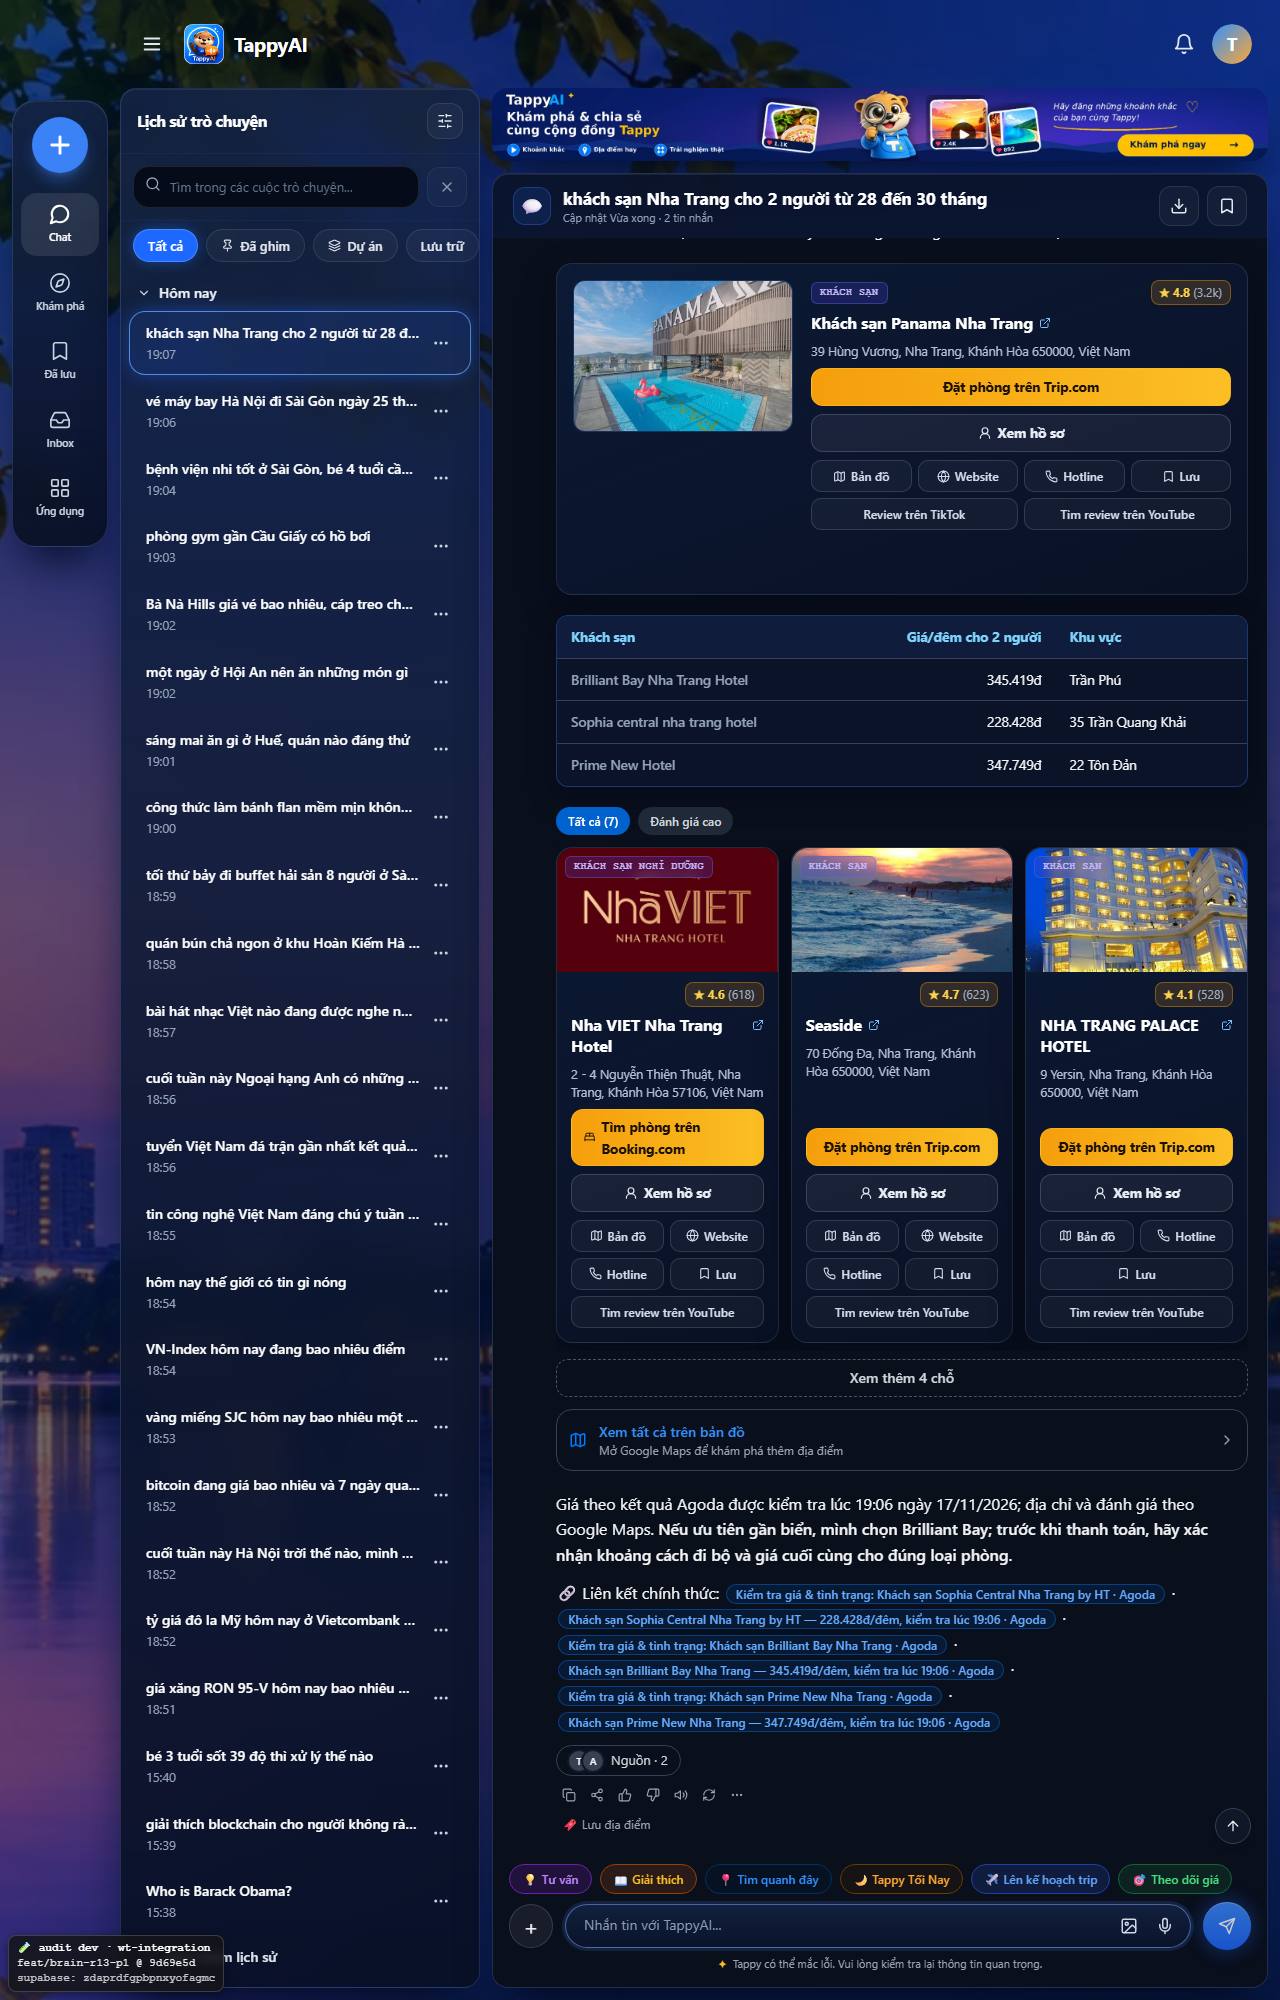 TappyAI
T
Chat
Khám phá
Đã lưu
Inbox
Ứng dụng
Lịch sử trò chuyện
Tìm trong các cuộc trò chuyện...
Tất cả
Đã ghim
Dự án
Lưu trữ
Hôm nay
khách sạn Nha Trang cho 2 người từ 28 đ...
19:07
vé máy bay Hà Nội đi Sài Gòn ngày 25 th...
19:06
bệnh viện nhi tốt ở Sài Gòn, bé 4 tuổi cầ...
19:04
phòng gym gần Cầu Giấy có hồ bơi
19:03
Bà Nà Hills giá vé bao nhiêu, cáp treo ch...
19:02
một ngày ở Hội An nên ăn những món gì
19:02
sáng mai ăn gì ở Huế, quán nào đáng thử
19:01
công thức làm bánh flan mềm mịn khôn...
19:00
tối thứ bảy đi buffet hải sản 8 người ở Sà...
18:59
quán bún chả ngon ở khu Hoàn Kiếm Hà ...
18:58
bài hát nhạc Việt nào đang được nghe n...
18:57
cuối tuần này Ngoại hạng Anh có những ...
18:56
tuyển Việt Nam đá trận gần nhất kết quả...
18:56
tin công nghệ Việt Nam đáng chú ý tuần ...
18:55
hôm nay thế giới có tin gì nóng
18:54
VN-Index hôm nay đang bao nhiêu điểm
18:54
vàng miếng SJC hôm nay bao nhiêu một ...
18:53
bitcoin đang giá bao nhiêu và 7 ngày qua...
18:52
cuối tuần này Hà Nội trời thế nào, mình ...
18:52
tỷ giá đô la Mỹ hôm nay ở Vietcombank ...
18:52
giá xăng RON 95-V hôm nay bao nhiêu ...
18:51
bé 3 tuổi sốt 39 độ thì xử lý thế nào
15:40
giải thích blockchain cho người không rà...
15:39
Who is Barack Obama?
15:38
lịch sử
audit dev · wt-integration
feat/brain-r13-p1 @ 9d69e5d
supabase: zdaprdfgpbpnxyofagmc
TappyAI
Khám phá & chia sẻ
cùng cộng đồng Tappy
Khoảnh khắc
Địa điểm hay
Trải nghiệm thật
1.1K
2.4K
892
Hãy đăng những khoảnh khắc
của bạn cùng Tappy!
Khám phá ngay →
khách sạn Nha Trang cho 2 người từ 28 đến 30 tháng
Cập nhật Vừa xong · 2 tin nhắn
PANAMA
KHÁCH SẠN
4.8 (3.2k)
Khách sạn Panama Nha Trang
39 Hùng Vương, Nha Trang, Khánh Hòa 650000, Việt Nam
Đặt phòng trên Trip.com
Xem hồ sơ
Bản đồ
Website
Hotline
Lưu
Review trên TikTok
Tìm review trên YouTube
Khách sạn
Giá/đêm cho 2 người
Khu vực
Brilliant Bay Nha Trang Hotel
345.419đ
Trần Phú
Sophia central nha trang hotel
228.428đ
35 Trần Quang Khải
Prime New Hotel
347.749đ
22 Tôn Đản
Tất cả (7)
Đánh giá cao
KHÁCH SẠN NGHỈ DƯỠNG
NhàVIET
NHA TRANG HOTEL
4.6 (618)
Nha VIET Nha Trang
Hotel
2 - 4 Nguyễn Thiện Thuật, Nha
Trang, Khánh Hòa 57106, Việt Nam
Tìm phòng trên
Booking.com
Xem hồ sơ
Bản đồ
Website
Hotline
Lưu
Tìm review trên YouTube
KHÁCH SẠN
4.7 (623)
Seaside
70 Đống Đa, Nha Trang, Khánh
Hòa 650000, Việt Nam
Đặt phòng trên Trip.com
Xem hồ sơ
Bản đồ
Website
Hotline
Lưu
Tìm review trên YouTube
KHÁCH SẠN
4.1 (528)
NHA TRANG PALACE
HOTEL
9 Yersin, Nha Trang, Khánh Hòa
650000, Việt Nam
Đặt phòng trên Trip.com
Xem hồ sơ
Bản đồ
Hotline
Lưu
Tìm review trên YouTube
Xem thêm 4 chỗ
Xem tất cả trên bản đồ
Mở Google Maps để khám phá thêm địa điểm
Giá theo kết quả Agoda được kiểm tra lúc 19:06 ngày 17/11/2026; địa chỉ và đánh giá theo
Google Maps. Nếu ưu tiên gần biển, mình chọn Brilliant Bay; trước khi thanh toán, hãy xác
nhận khoảng cách đi bộ và giá cuối cùng cho đúng loại phòng.
Liên kết chính thức: Kiểm tra giá & tình trạng: Khách sạn Sophia Central Nha Trang by HT · Agoda ·
Khách sạn Sophia Central Nha Trang by HT — 228.428đ/đêm, kiểm tra lúc 19:06 · Agoda ·
Kiểm tra giá & tình trạng: Khách sạn Brilliant Bay Nha Trang · Agoda ·
Khách sạn Brilliant Bay Nha Trang — 345.419đ/đêm, kiểm tra lúc 19:06 · Agoda ·
Kiểm tra giá & tình trạng: Khách sạn Prime New Nha Trang · Agoda ·
Khách sạn Prime New Nha Trang — 347.749đ/đêm, kiểm tra lúc 19:06 · Agoda
T A Nguồn · 2
Lưu địa điểm
Tư vấn
Giải thích
Tìm quanh đây
Tappy Tối Nay
Lên kế hoạch trip
Theo dõi giá
Nhắn tin với TappyAI...
Tappy có thể mắc lỗi. Vui lòng kiểm tra lại thông tin quan trọng.